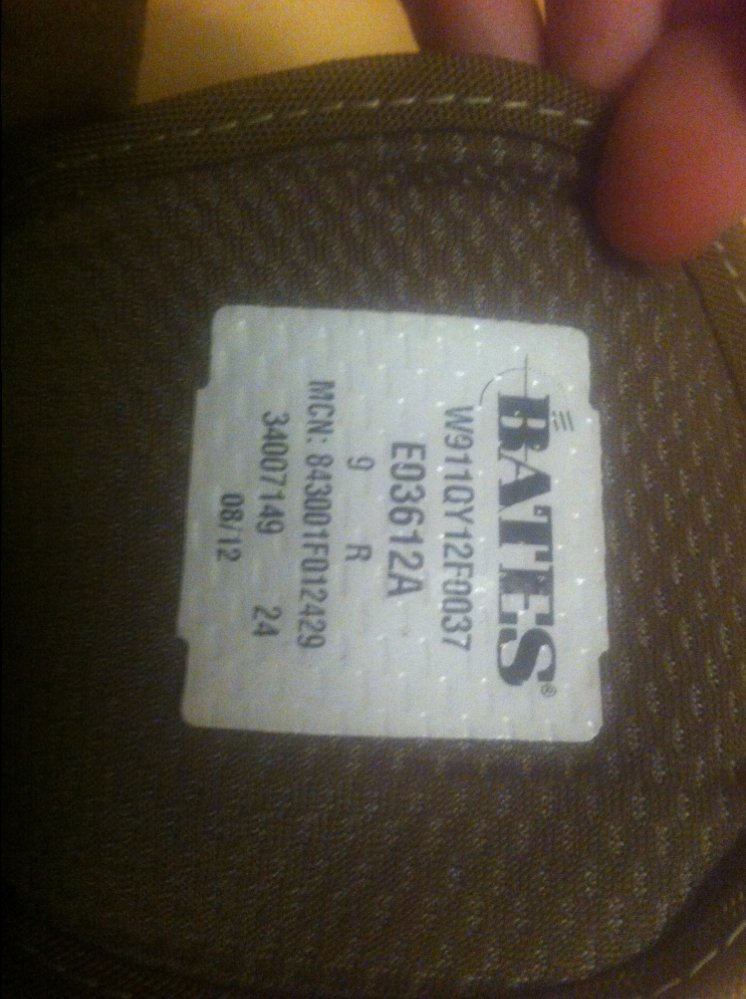 BATES®
W911QY12F0037
E03612A
9 R
MCN: 843001F012429
34007149 24
08/12